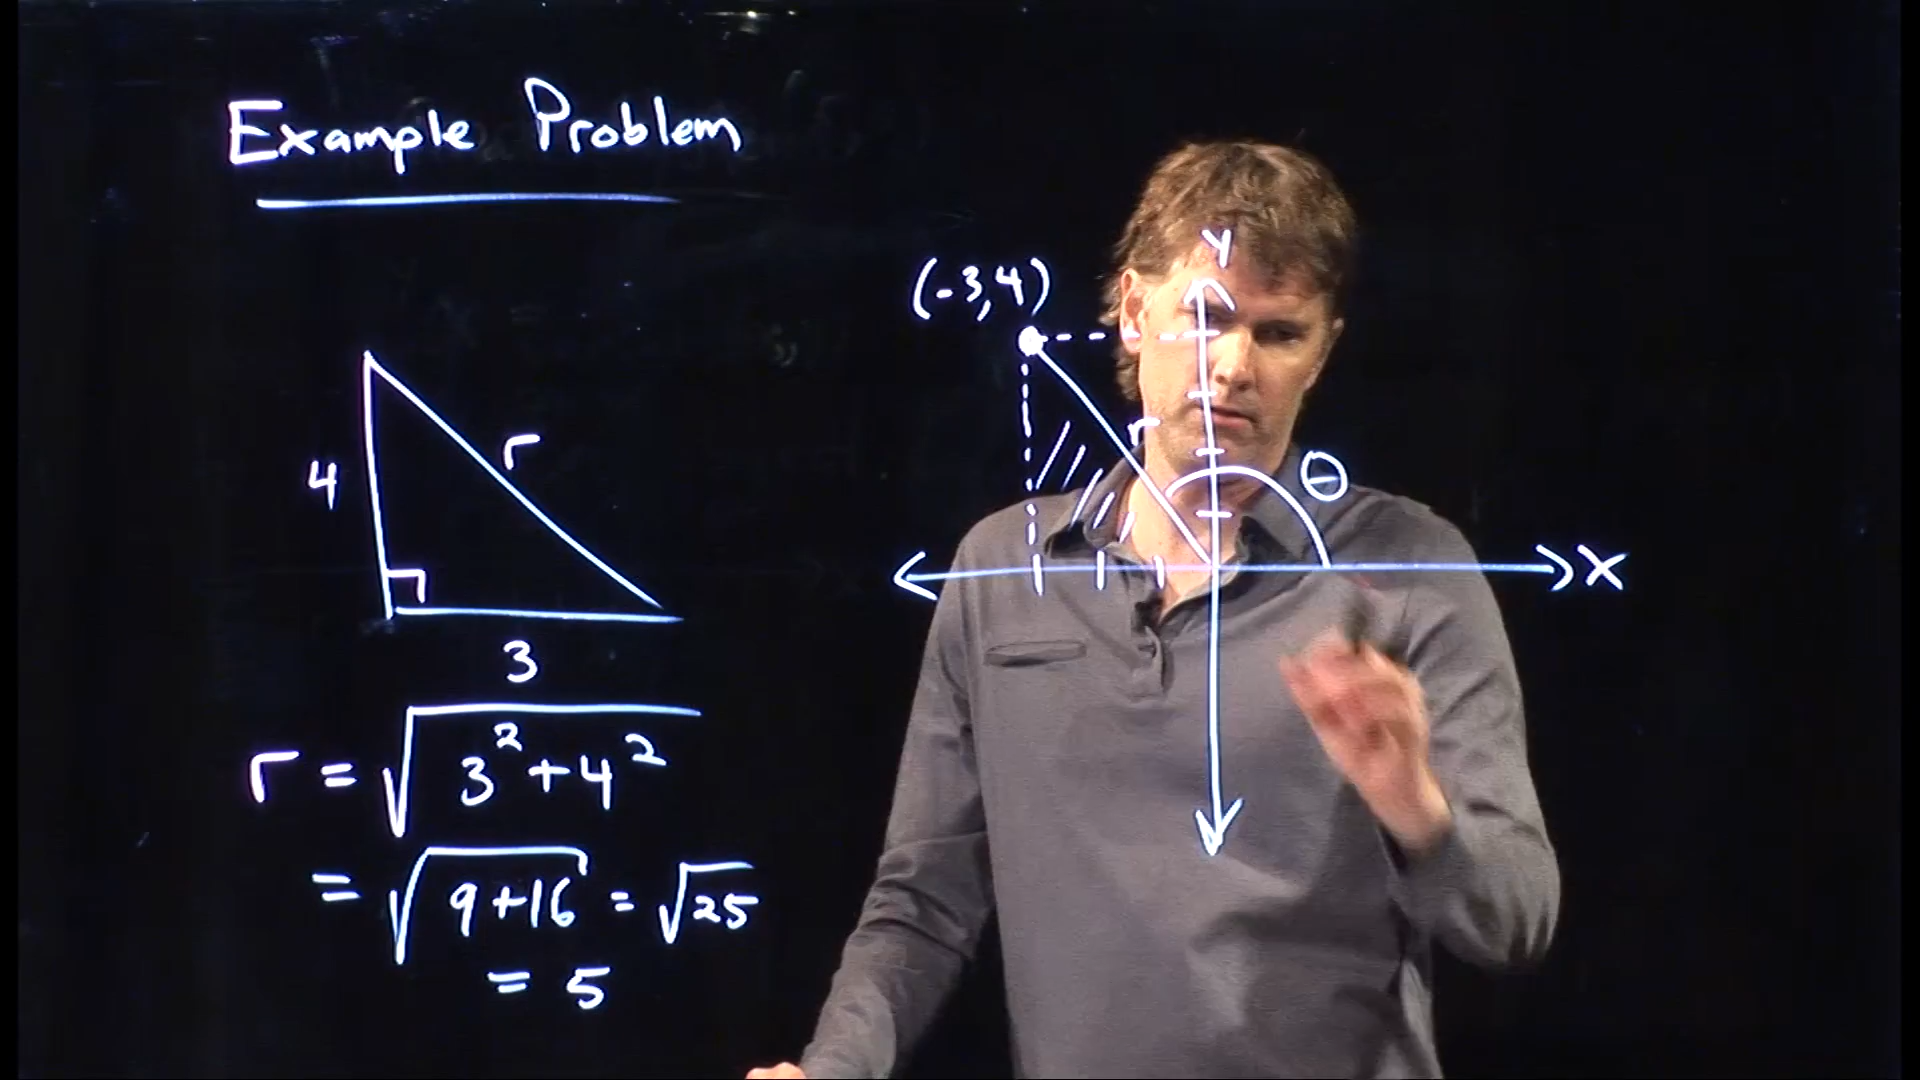 Example Problem
4
r
3
r = √3² + 4²
= √9+16 = √25
= 5
y
(-3,4)
r
θ
x